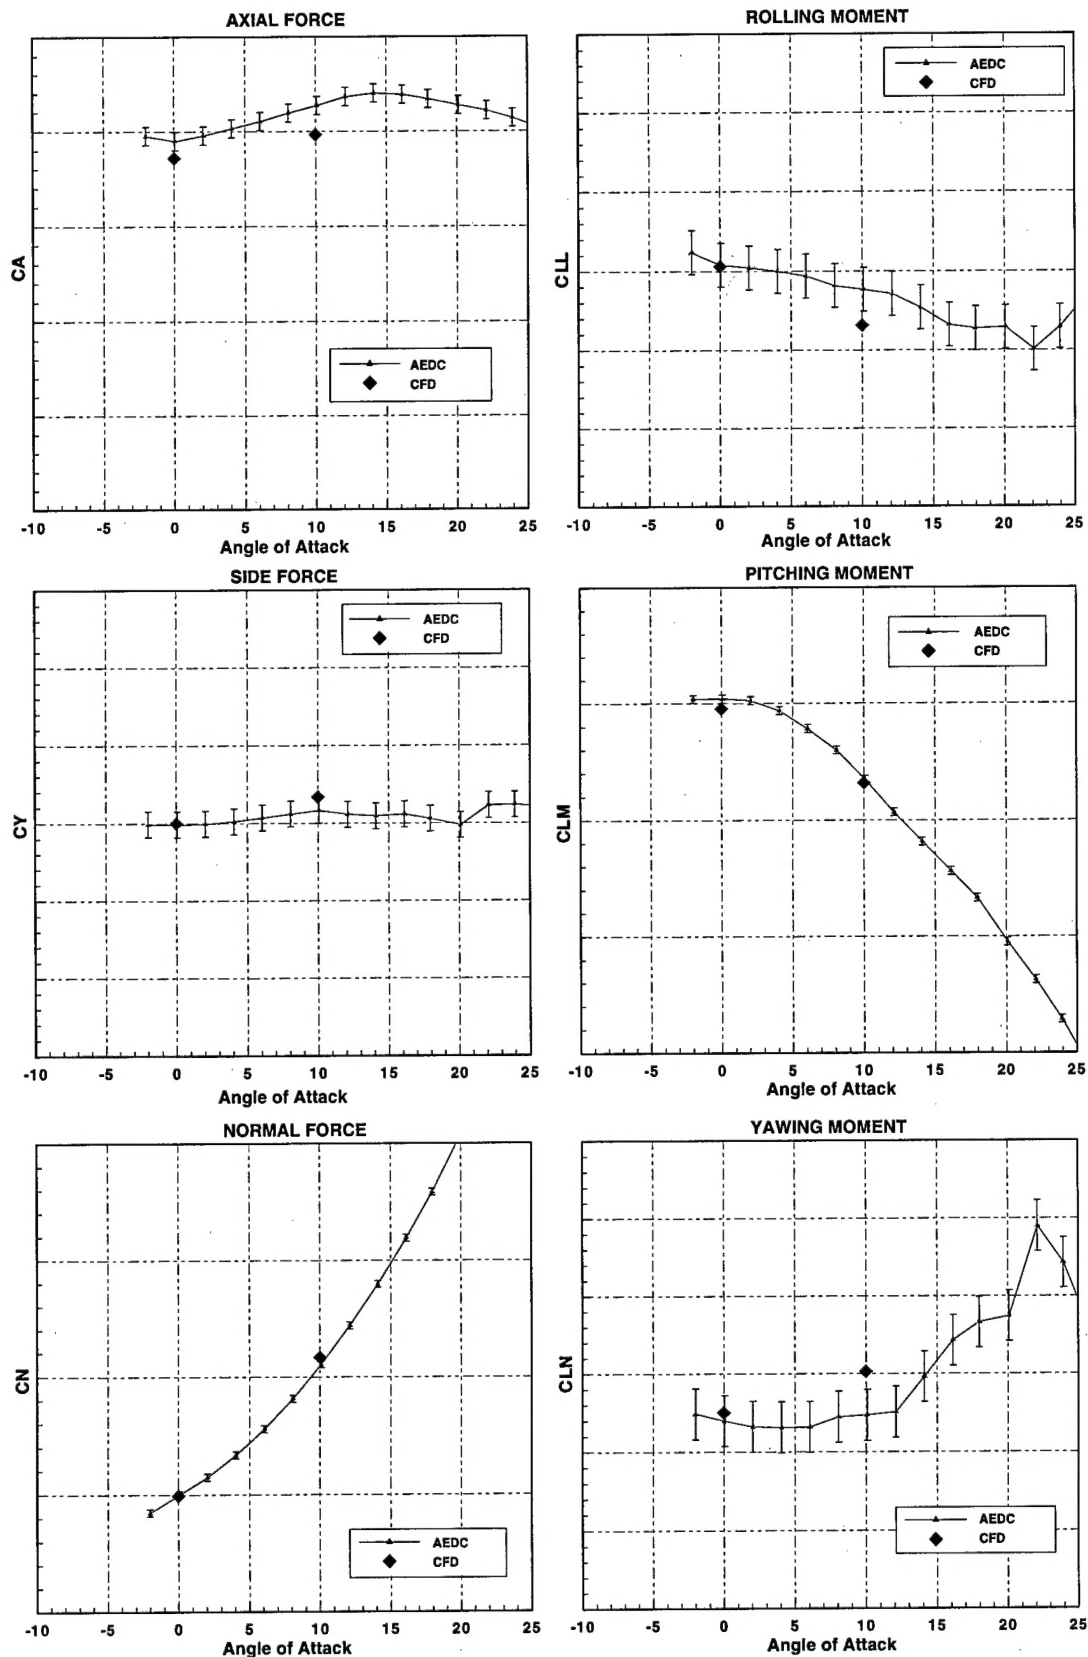 AXIAL FORCE
CA
AEDC
CFD
-10 -5 0 5 10 15 20 25
Angle of Attack
ROLLING MOMENT
AEDC
CFD
CLL
-10 -5 0 5 10 15 20 25
Angle of Attack
SIDE FORCE
AEDC
CFD
CY
-10 -5 0 5 10 15 20 25
Angle of Attack
PITCHING MOMENT
AEDC
CFD
CLM
-10 -5 0 5 10 15 20 25
Angle of Attack
NORMAL FORCE
CN
AEDC
CFD
-10 -5 0 5 10 15 20 25
Angle of Attack
YAWING MOMENT
CLN
AEDC
CFD
-10 -5 0 5 10 15 20 25
Angle of Attack